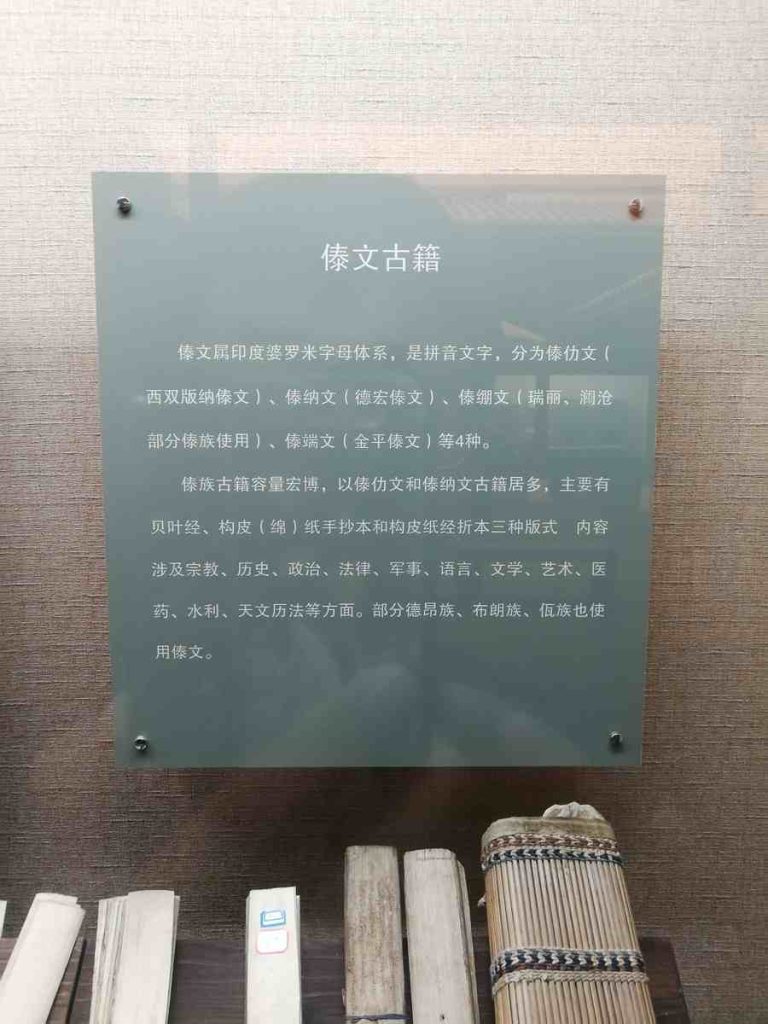 傣文古籍
傣文属印度婆罗米字母体系，是拼音文字，分为傣仂文（
西双版纳傣文）、傣纳文（德宏傣文）、傣绷文（瑞丽、澜沧
部分傣族使用）、傣端文（金平傣文）等4种。
傣族古籍容量宏博，以傣仂文和傣纳文古籍居多，主要有
贝叶经、构皮（绵）纸手抄本和构皮纸经折本三种版式　内容
涉及宗教、历史、政治、法律、军事、语言、文学、艺术、医
药、水利、天文历法等方面。部分德昂族、布朗族、佤族也使
用傣文。